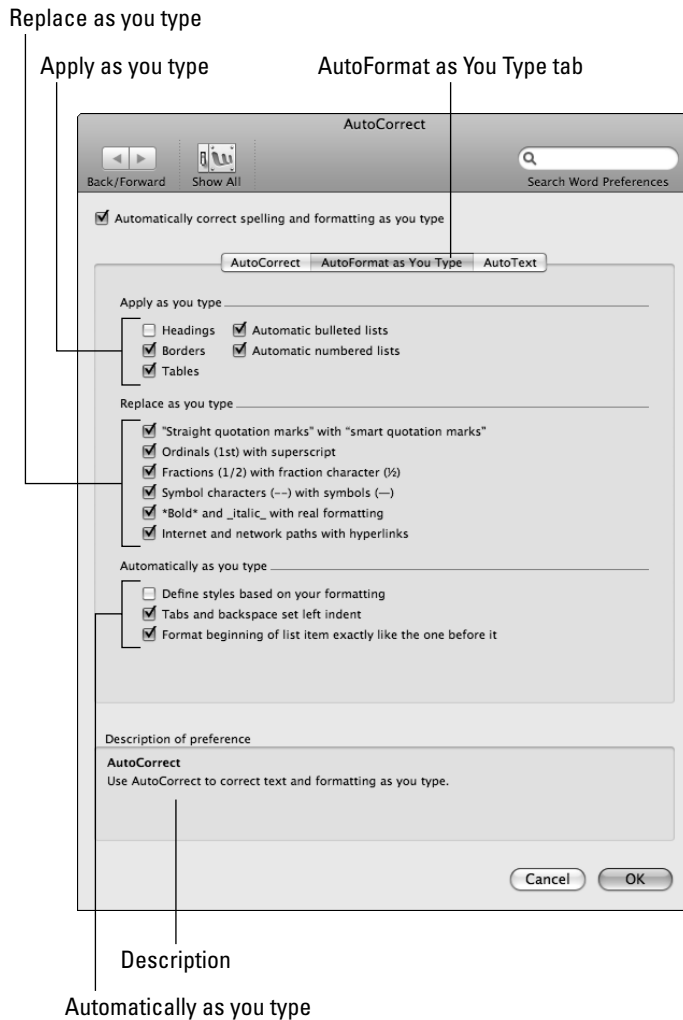 Replace as you type
Apply as you type
AutoFormat as You Type tab
AutoCorrect
Back/Forward
Show All
Search Word Preferences
Automatically correct spelling and formatting as you type
AutoCorrect
AutoFormat as You Type
AutoText
Apply as you type
Headings
Automatic bulleted lists
Borders
Automatic numbered lists
Tables
Replace as you type
"Straight quotation marks" with “smart quotation marks”
Ordinals (1st) with superscript
Fractions (1/2) with fraction character (½)
Symbol characters (--) with symbols (—)
*Bold* and _italic_ with real formatting
Internet and network paths with hyperlinks
Automatically as you type
Define styles based on your formatting
Tabs and backspace set left indent
Format beginning of list item exactly like the one before it
Description of preference
AutoCorrect
Use AutoCorrect to correct text and formatting as you type.
Cancel
OK
Description
Automatically as you type